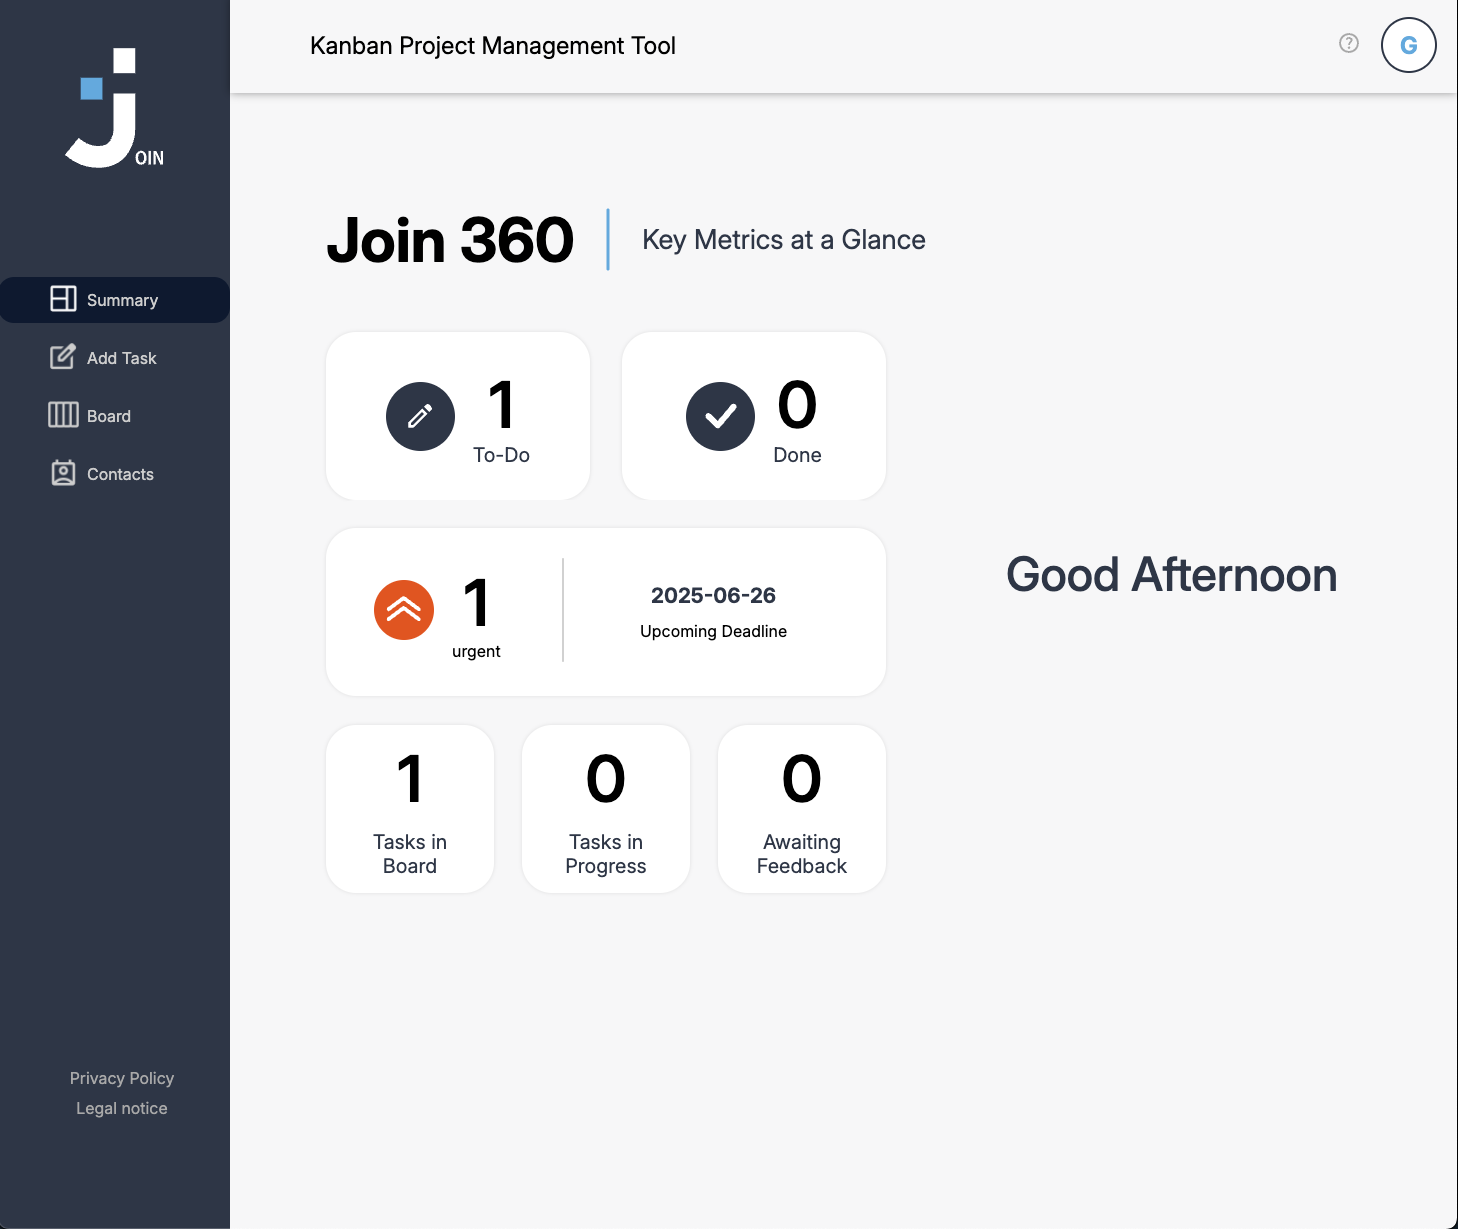 JOIN
Summary
Add Task
Board
Contacts
Privacy Policy
Legal notice
Kanban Project Management Tool
?
G
Join 360
Key Metrics at a Glance
1
To-Do
0
Done
1
urgent
2025-06-26
Upcoming Deadline
1
Tasks in
Board
0
Tasks in
Progress
0
Awaiting
Feedback
Good Afternoon